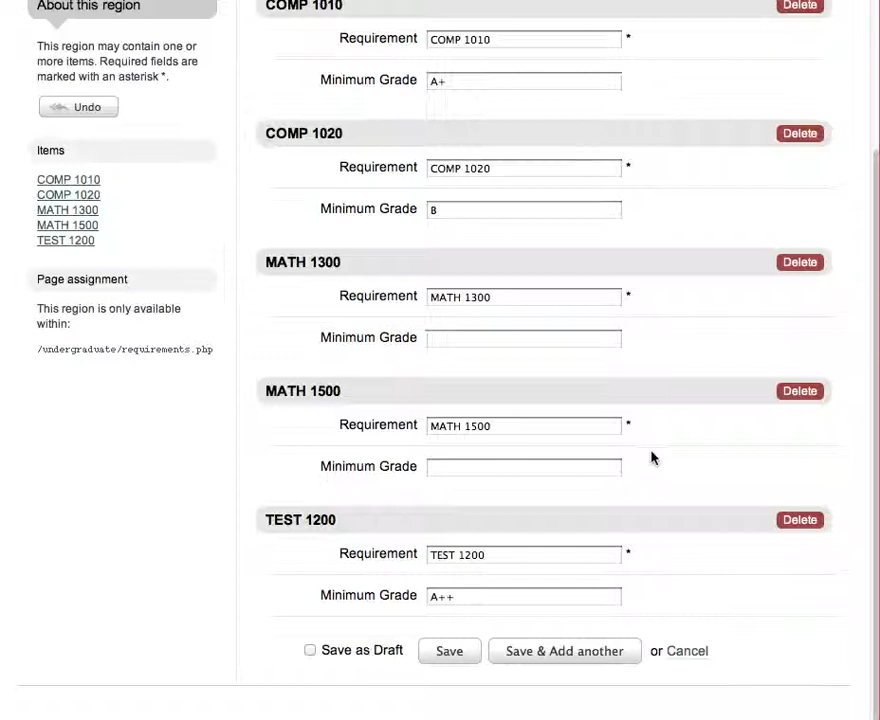 About this region
This region may contain one or
more items. Required fields are
marked with an asterisk *.
Undo
Items
COMP 1010
COMP 1020
MATH 1300
MATH 1500
TEST 1200
Page assignment
This region is only available
within:
/undergraduate/requirements.php
COMP 1010 Delete
Requirement COMP 1010 *
Minimum Grade A+
COMP 1020 Delete
Requirement COMP 1020 *
Minimum Grade B
MATH 1300 Delete
Requirement MATH 1300 *
Minimum Grade
MATH 1500 Delete
Requirement MATH 1500 *
Minimum Grade
TEST 1200 Delete
Requirement TEST 1200 *
Minimum Grade A++
Save as Draft Save Save & Add another or Cancel